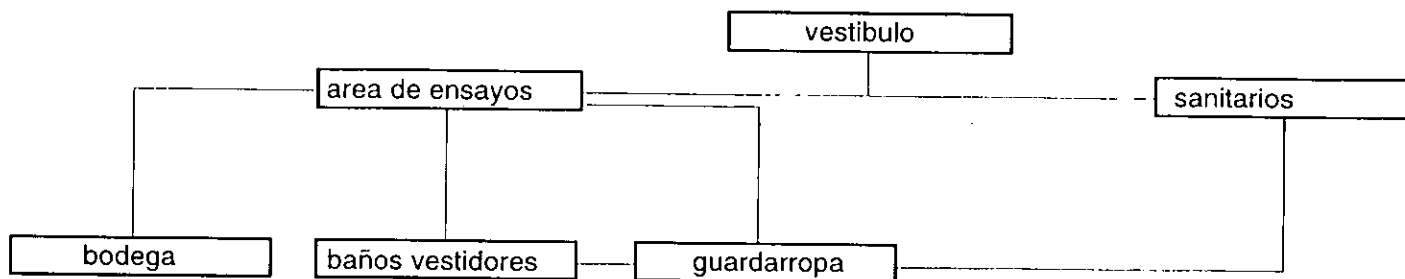 vestibulo
area de ensayos
sanitarios
bodega
baños vestidores
guardarropa